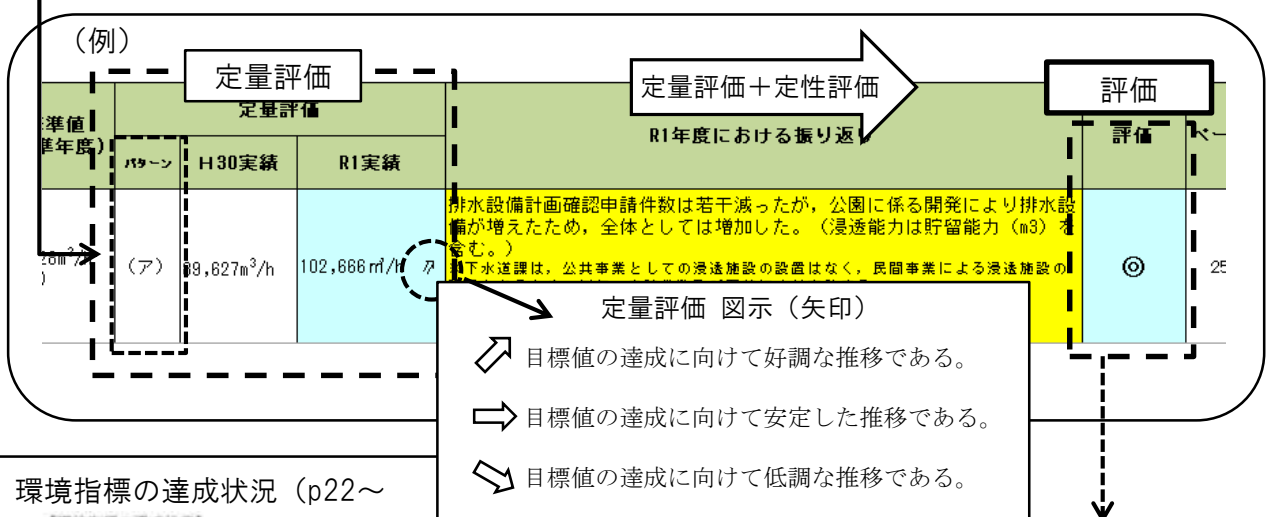 （例）
定量評価
定量評価＋定性評価
評価
準値
準年度)
定量評価
パターン
H30実績
R1実績
R1年度における振り返り
評価
ペー
（ア）
9,627m³/h
102,666㎥/h
排水設備計画確認申請件数は若干減ったが，公園に係る開発により排水設
備が増えたため，全体としては増加した。（浸透能力は貯留能力（m3）を
含む。）
下水道課は，公共事業としての浸透施設の設置はなく，民間事業による浸透施設の
◎
25
定量評価 図示（矢印）
目標値の達成に向けて好調な推移である。
目標値の達成に向けて安定した推移である。
目標値の達成に向けて低調な推移である。
環境指標の達成状況（p22～